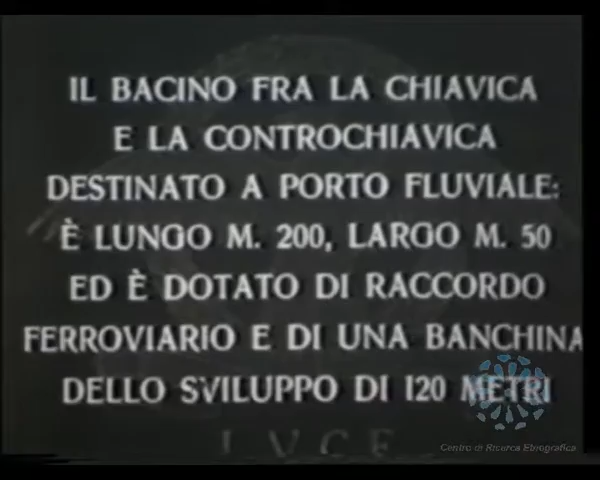 IL BACINO FRA LA CHIAVICA
E LA CONTROCHIAVICA
DESTINATO A PORTO FLUVIALE:
È LUNGO M. 200, LARGO M. 50
ED È DOTATO DI RACCORDO
FERROVIARIO E DI UNA BANCHINA
DELLO SVILUPPO DI 120 METRI
LVCE
Centro di Ricerca Etnografica